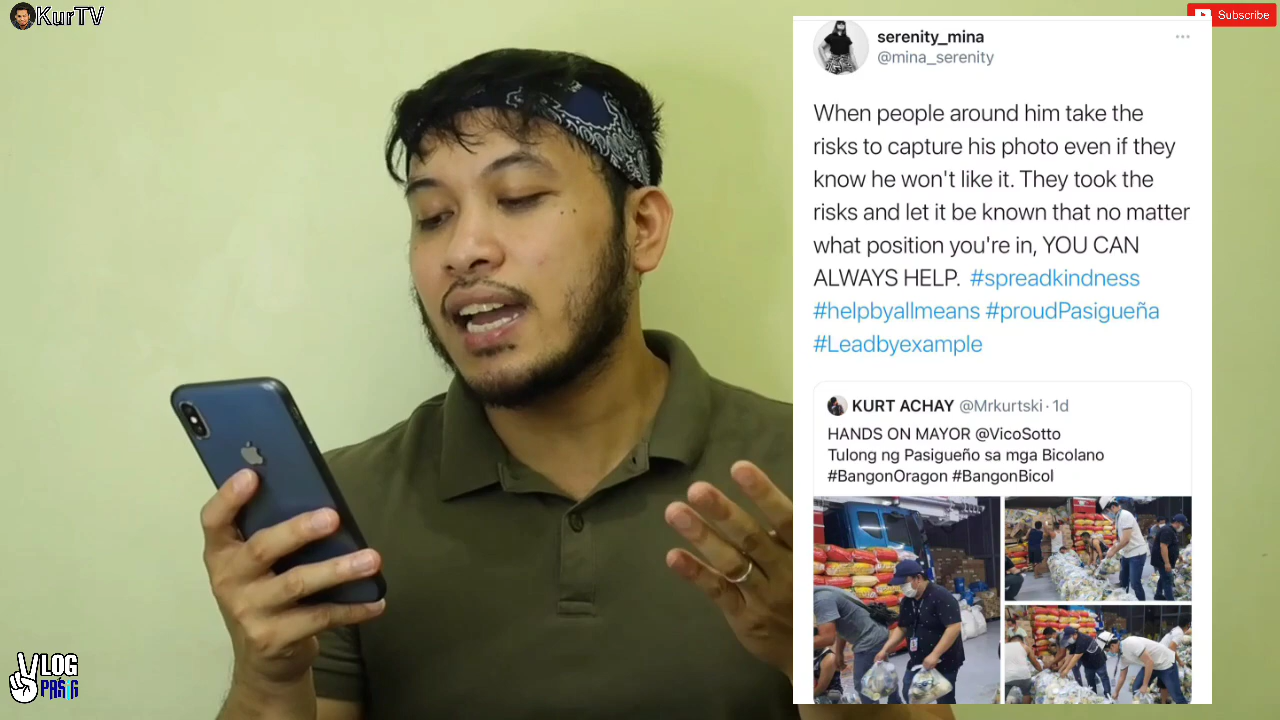 KurTV
Subscribe
serenity_mina
@mina_serenity
When people around him take the
risks to capture his photo even if they
know he won't like it. They took the
risks and let it be known that no matter
what position you're in, YOU CAN
ALWAYS HELP. #spreadkindness
#helpbyallmeans #proudPasigueña
#Leadbyexample
KURT ACHAY @Mrkurtski · 1d
HANDS ON MAYOR @VicoSotto
Tulong ng Pasigueño sa mga Bicolano
#BangonOragon #BangonBicol
VLOG
PASIG